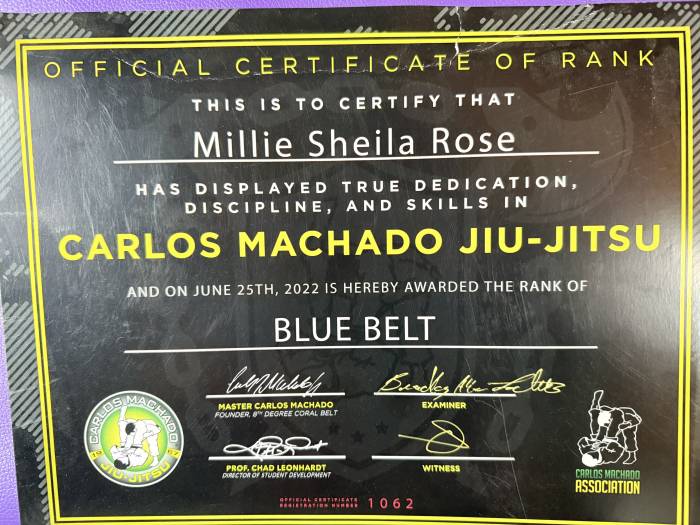 OFFICIAL CERTIFICATE OF RANK
THIS IS TO CERTIFY THAT
Millie Sheila Rose
HAS DISPLAYED TRUE DEDICATION,
DISCIPLINE, AND SKILLS IN
CARLOS MACHADO JIU-JITSU
AND ON JUNE 25TH, 2022 IS HEREBY AWARDED THE RANK OF
BLUE BELT
MASTER CARLOS MACHADO
FOUNDER, 8TH DEGREE CORAL BELT
EXAMINER
PROF. CHAD LEONHARDT
DIRECTOR OF STUDENT DEVELOPMENT
WITNESS
CARLOS MACHADO
JIU-JITSU
CARLOS MACHADO
ASSOCIATION
OFFICIAL CERTIFICATE
REGISTRATION NUMBER 1062